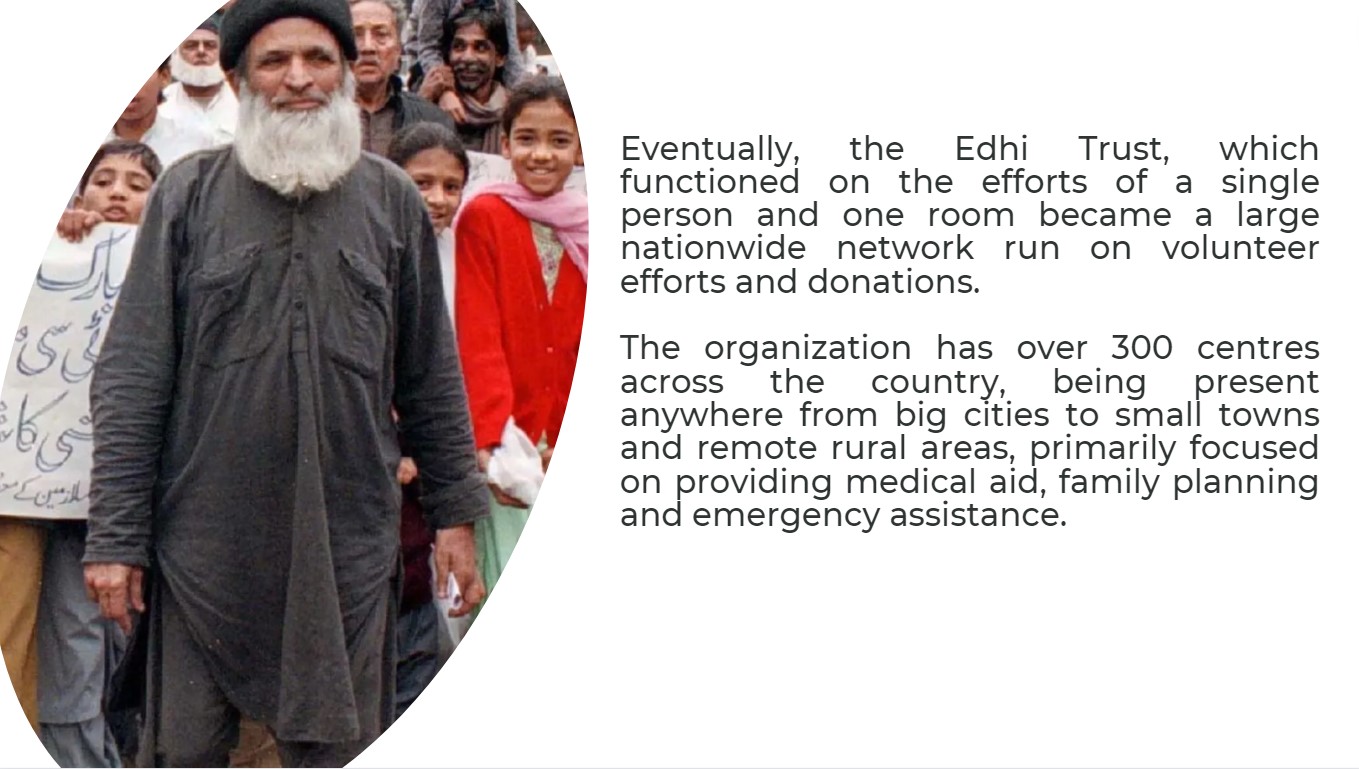 Eventually, the Edhi Trust, which
functioned on the efforts of a single
person and one room became a large
nationwide network run on volunteer
efforts and donations.
The organization has over 300 centres
across the country, being present
anywhere from big cities to small towns
and remote rural areas, primarily focused
on providing medical aid, family planning
and emergency assistance.